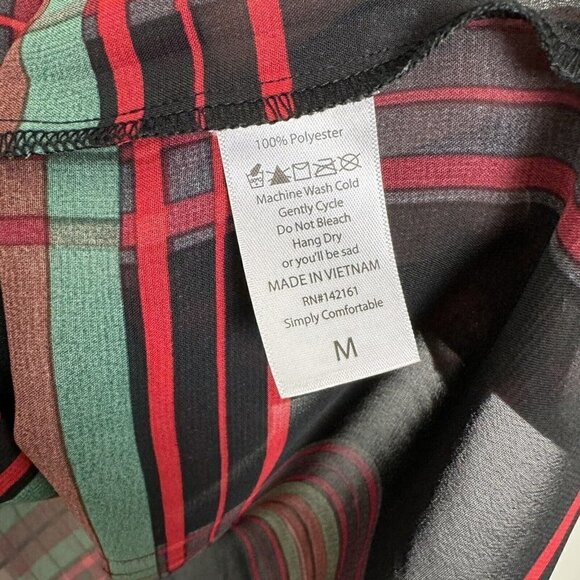 100% Polyester
Machine Wash Cold
Gently Cycle
Do Not Bleach
Hang Dry
or you'll be sad
MADE IN VIETNAM
RN#142161
Simply Comfortable
M